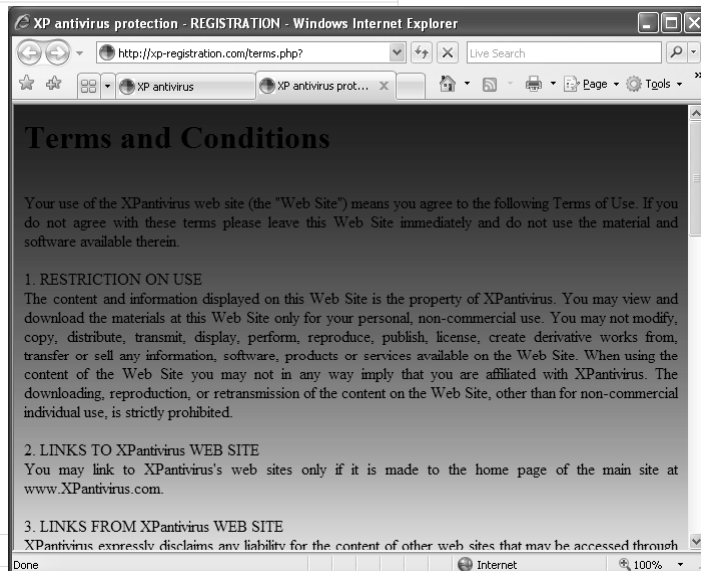 XP antivirus protection - REGISTRATION - Windows Internet Explorer
http://xp-registration.com/terms.php?
Live Search
XP antivirus
XP antivirus prot...
Page
Tools
Terms and Conditions
Your use of the XPantivirus web site (the "Web Site") means you agree to the following Terms of Use. If you
do not agree with these terms please leave this Web Site immediately and do not use the material and
software available therein.
1. RESTRICTION ON USE
The content and information displayed on this Web Site is the property of XPantivirus. You may view and
download the materials at this Web Site only for your personal, non-commercial use. You may not modify,
copy, distribute, transmit, display, perform, reproduce, publish, license, create derivative works from,
transfer or sell any information, software, products or services available on the Web Site. When using the
content of the Web Site you may not in any way imply that you are affiliated with XPantivirus. The
downloading, reproduction, or retransmission of the content on the Web Site, other than for non-commercial
individual use, is strictly prohibited.
2. LINKS TO XPantivirus WEB SITE
You may link to XPantivirus's web sites only if it is made to the home page of the main site at
www.XPantivirus.com.
3. LINKS FROM XPantivirus WEB SITE
XPantivirus expressly disclaims any liability for the content of other web sites that may be accessed through
Done
Internet
100%